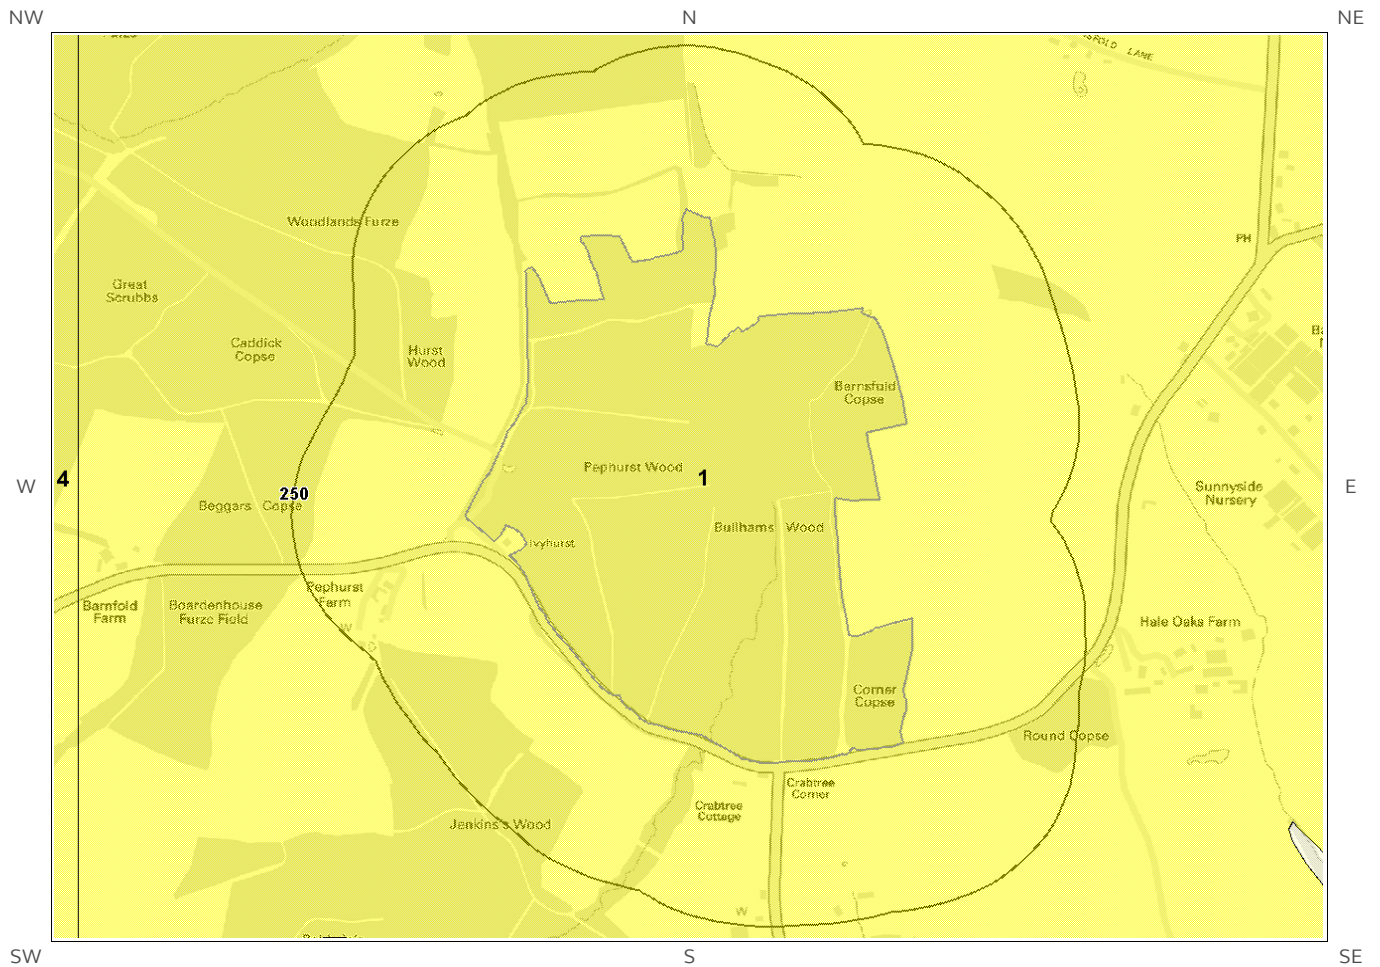 NW
N
NE
LANE
Woodlands Furze
PH
Great
Scrubbs
Caddick
Copse
Hurst
Wood
Barnsfold
Copse
4
Pephurst Wood
1
W
E
250
Beggars Copse
Sunnyside
Nursery
Bullhams Wood
Ivyhurst
Pephurst
Farm
Barnfold
Farm
Boardenhouse
Furze Field
W
Hale Oaks Farm
Corner
Copse
Round Copse
Crabtree
Corner
Crabtree
Cottage
Jenkins's Wood
W
SW
S
SE